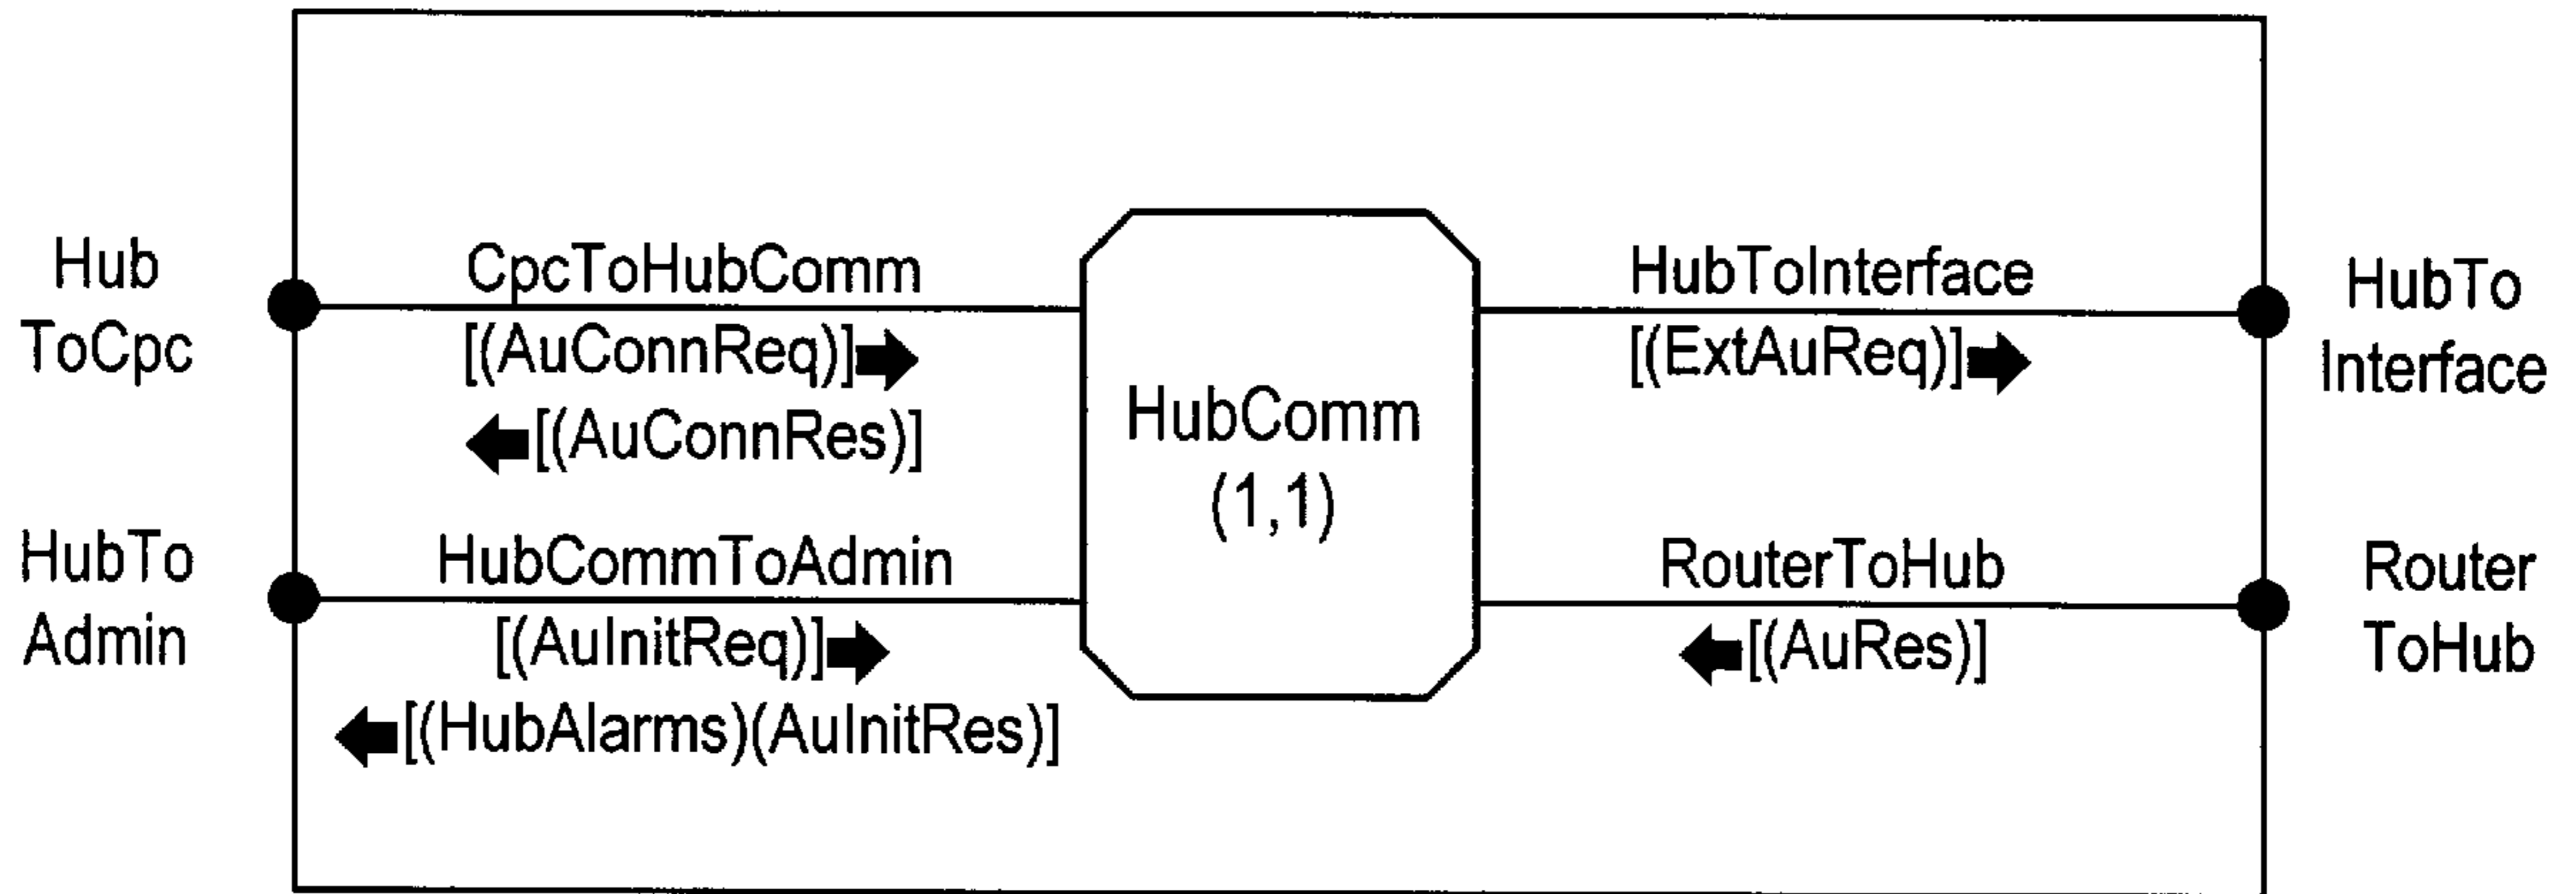 Hub
ToCpc
CpcToHubComm
[(AuConnReq)]
[(AuConnRes)]
HubTo
Admin
HubCommToAdmin
[(AuInitReq)]
[(HubAlarms)(AuInitRes)]
HubComm
(1,1)
HubToInterface
[(ExtAuReq)]
HubTo
Interface
RouterToHub
[(AuRes)]
Router
ToHub